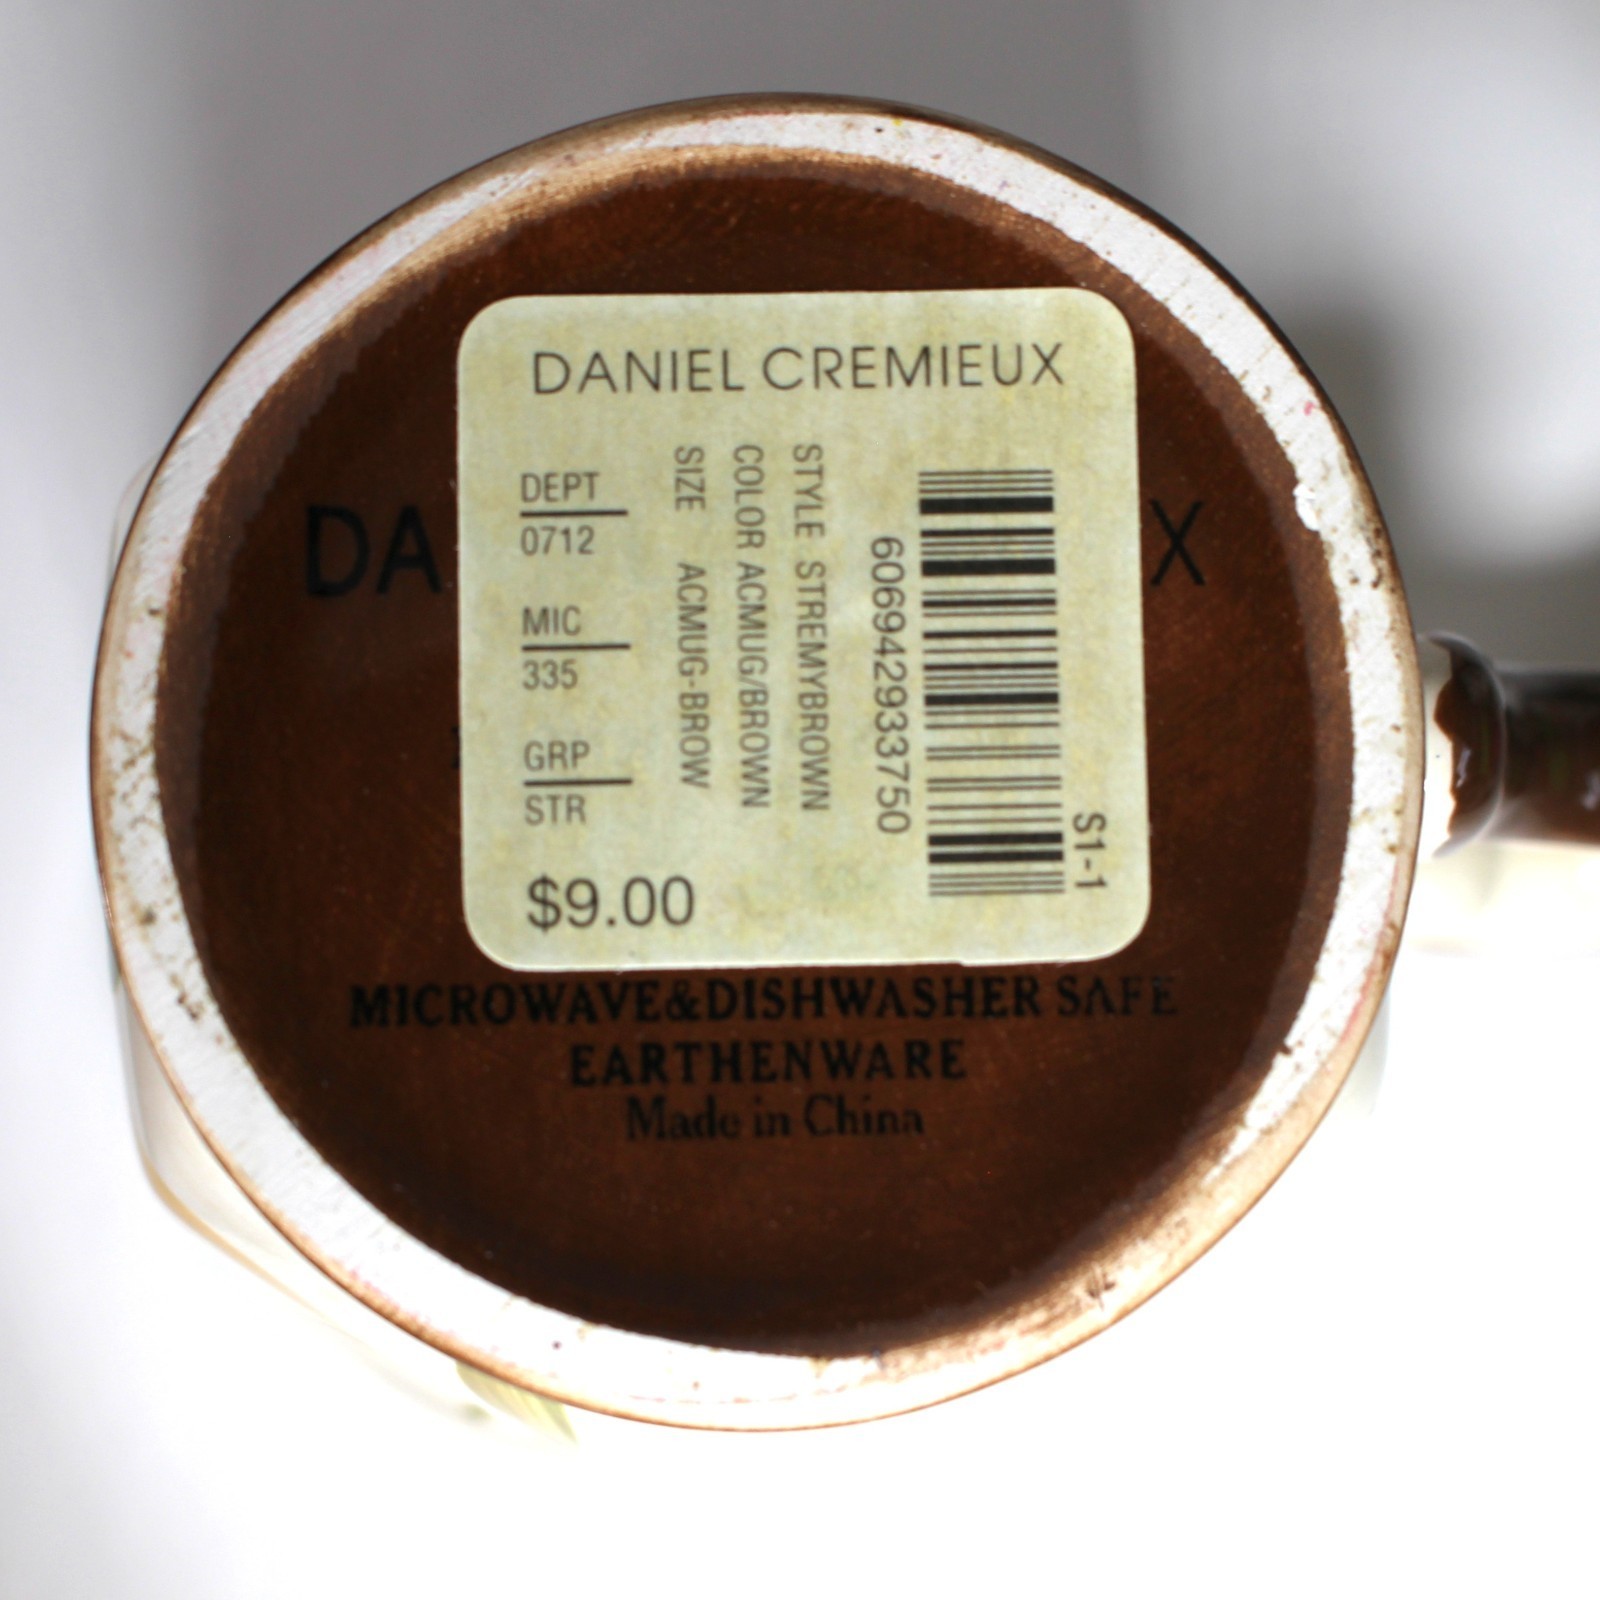 DANIEL CREMIEUX
DEPT
0712
MIC
335
GRP
STR
$9.00
SIZE ACMUG-BROW
COLOR ACMUG/BROWN
STYLE STREMYBROWN
606942933750
S1-1
DA
X
MICROWAVE&DISHWASHER SAFE
EARTHENWARE
Made in China